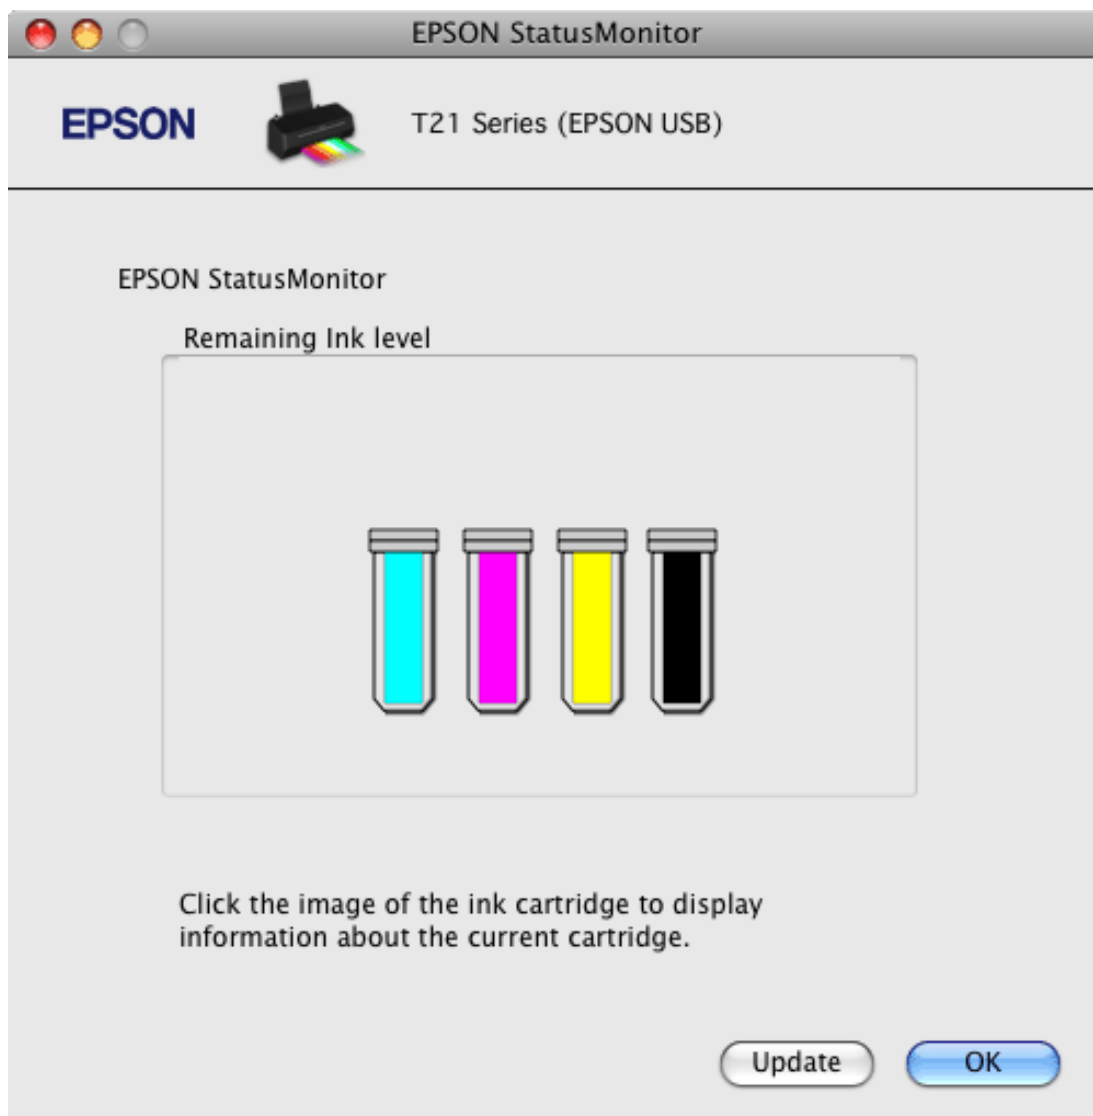 EPSON StatusMonitor
EPSON
T21 Series (EPSON USB)
EPSON StatusMonitor
Remaining Ink level
Click the image of the ink cartridge to display
information about the current cartridge.
Update
OK